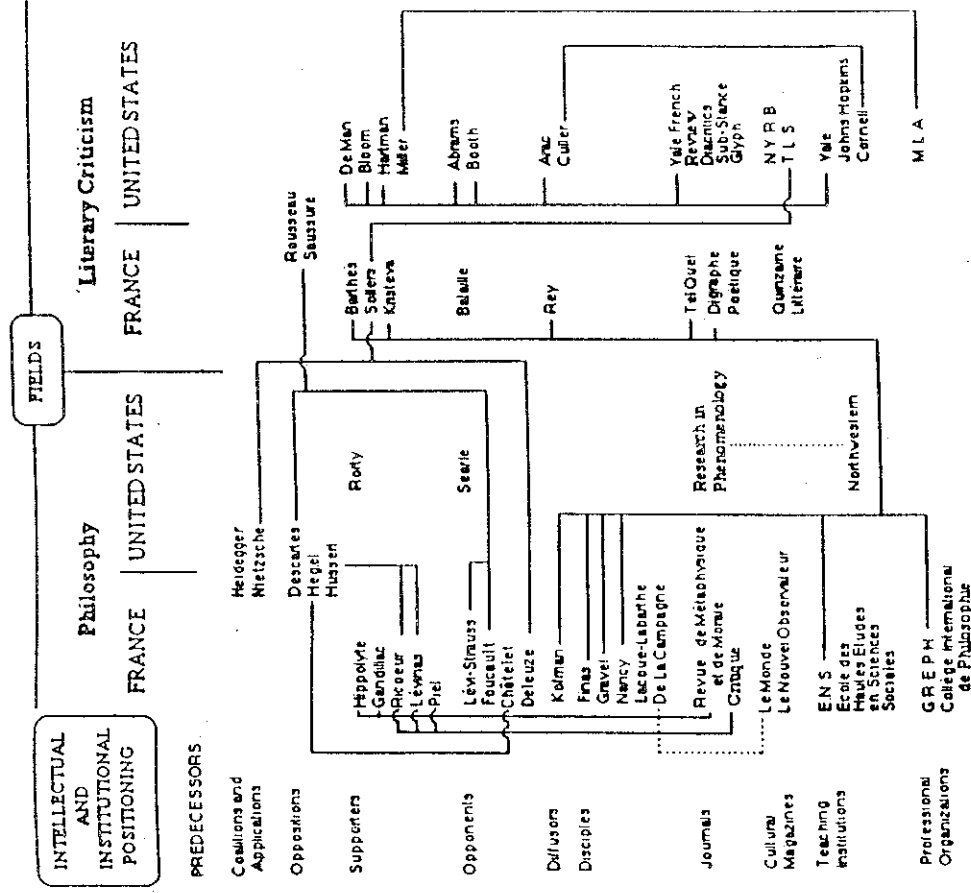 INTELLECTUAL
AND
INSTITUTIONAL
POSITIONING
FIELDS
Philosophy
Literary Criticism
FRANCE
UNITED STATES
FRANCE
UNITED STATES
PREDECESSORS
Coalitions and
Applications
Heidegger
Nietzsche
Rousseau
Saussure
Oppositions
Descartes
Hegel
Husserl
Supporters
Hippolyte
Gandillac
Ricoeur
Lévinas
Piel
Rorty
Barthes
Sollers
Kristeva
De Man
Bloom
Hartman
Miller
Opponents
Lévi-Strauss
Foucault
Châtelet
Deleuze
Searle
Bataille
Abrams
Booth
Diffusors
Kofman
Rey
Arac
Culler
Disciples
Finas
Gravel
Nancy
Lacoue-Labarthe
De La Campagne
Journals
Revue de Métaphysique
et de Morale
Critique
Research in
Phenomenology
Tel Quel
Digraphe
Poétique
Yale French
Review
Diacritics
Sub-Stance
Glyph
Cultural
Magazines
Le Monde
Le Nouvel Observateur
Quinzaine
Littéraire
N Y R B
T L S
Teaching
Institutions
E N S
Ecole des
Hautes Etudes
en Sciences
Sociales
Northwestern
Yale
Johns Hopkins
Cornell
Professional
Organizations
G R E P H
Collège International
de Philosophie
M L A